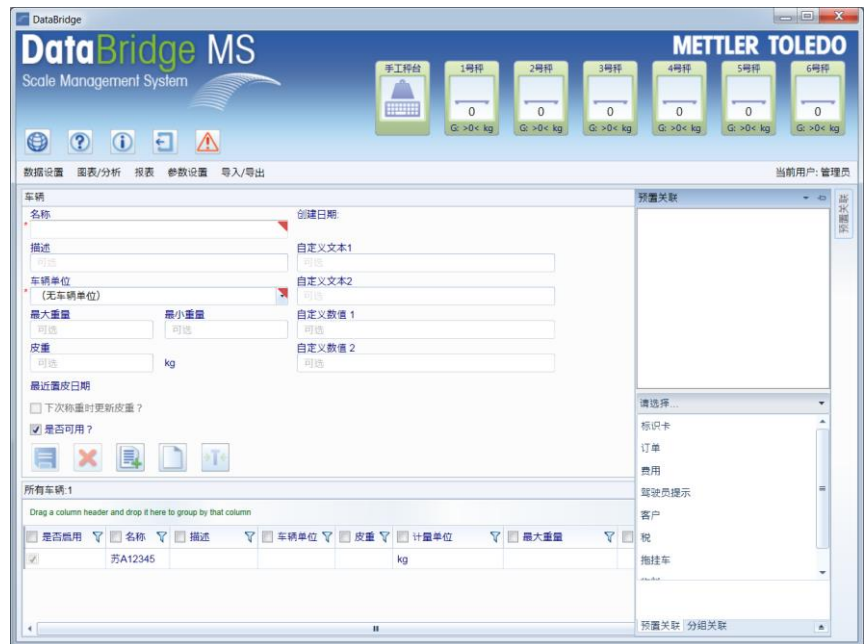 DataBridge
DataBridge MS
METTLER TOLEDO
Scale Management System
手工秤台
1号秤
2号秤
3号秤
4号秤
5号秤
6号秤
0
0
0
0
0
0
G: >0< kg
G: >0< kg
G: >0< kg
G: >0< kg
G: >0< kg
G: >0< kg
数据设置 图表/分析 报表 参数设置 导入/导出
当前用户: 管理员
车辆
预置关联
预置关联
* 名称
创建日期:
描述
自定义文本1
可选
可选
* 车辆单位
自定义文本2
(无车辆单位)
可选
最大重量
最小重量
自定义数值 1
可选
可选
可选
皮重
自定义数值 2
可选
kg
可选
最近置皮日期
下次称重时更新皮重？
是否可用？
请选择...
标识卡
订单
费用
驾驶员提示
客户
税
拖挂车
所有车辆:1
Drag a column header and drop it here to group by that column
是否启用 名称 描述 车辆单位 皮重 计量单位 最大重量
苏A12345 kg
预置关联 分组关联